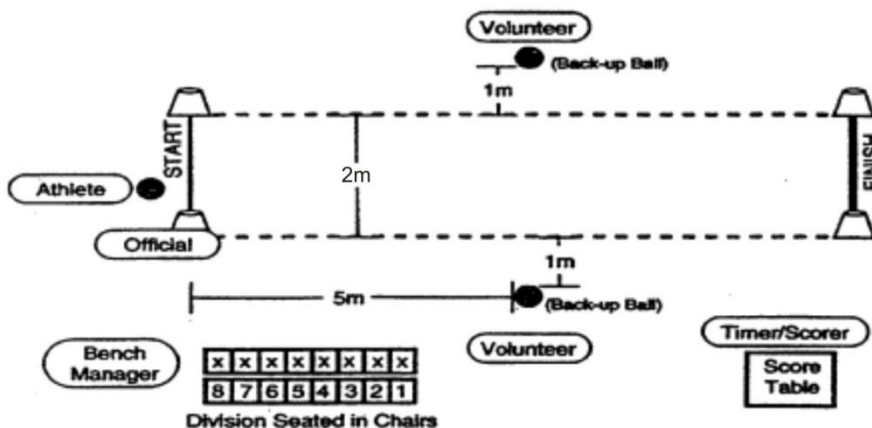 Volunteer
(Back-up Ball)
1m
START
2m
FINISH
Athlete
Official
1m
5m
(Back-up Ball)
Volunteer
Timer/Scorer
Bench
Manager
x x x x x x x x
8 7 6 5 4 3 2 1
Score
Table
Division Seated in Chairs